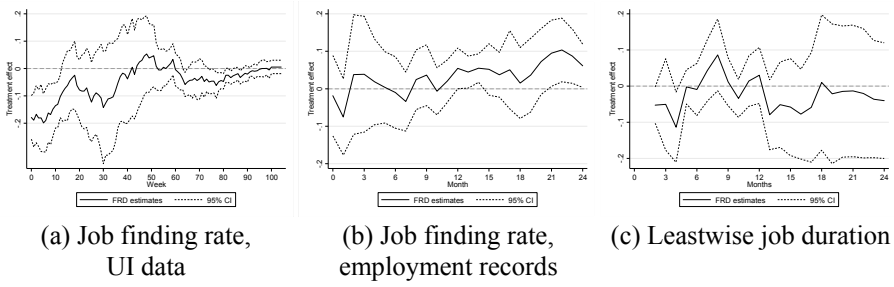 Treatment effect
.2
.1
0
-.1
-.2
0 10 20 30 40 50 60 70 80 90 100
Week
FRD estimates 95% CI
(a) Job finding rate,
UI data
Treatment effect
.2
.1
0
-.1
-.2
0 3 6 9 12 15 18 21 24
Month
FRD estimates 95% CI
(b) Job finding rate,
employment records
Treatment effect
.2
.1
0
-.1
-.2
0 3 6 9 12 15 18 21 24
Months
FRD estimates 95% CI
(c) Leastwise job duration